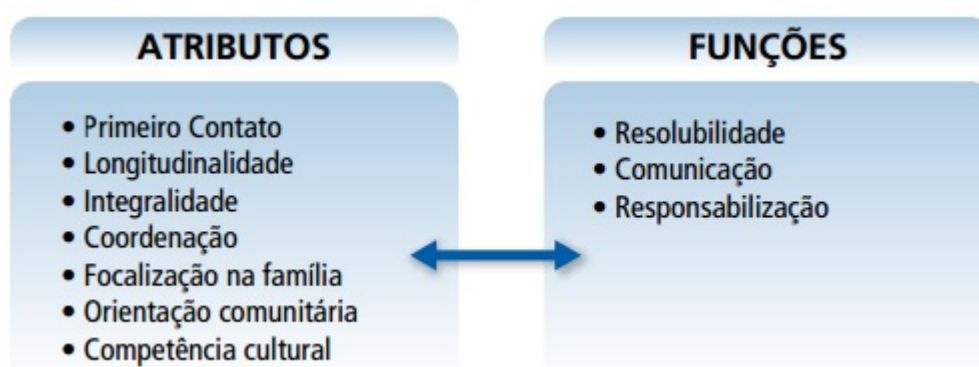 ATRIBUTOS
• Primeiro Contato
• Longitudinalidade
• Integralidade
• Coordenação
• Focalização na família
• Orientação comunitária
• Competência cultural
FUNÇÕES
• Resolubilidade
• Comunicação
• Responsabilização